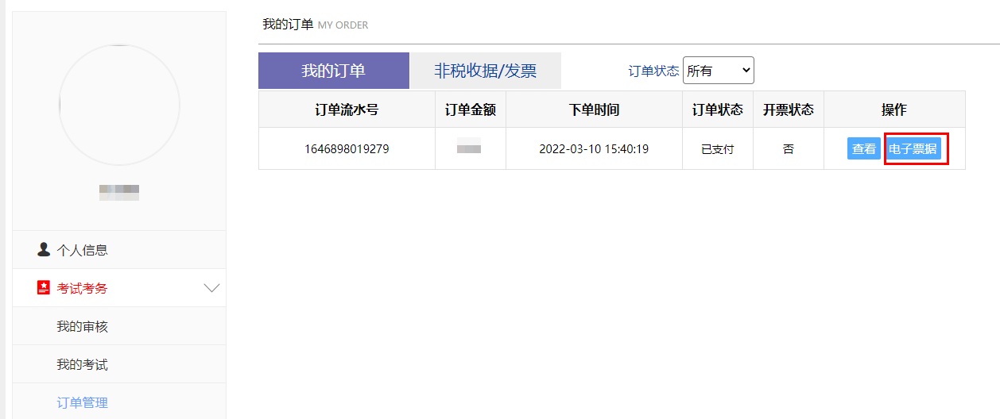 个人信息
考试考务
我的审核
我的考试
订单管理
我的订单 MY ORDER
我的订单 非税收据/发票 订单状态 所有
订单流水号 订单金额 下单时间 订单状态 开票状态 操作
1646898019279 2022-03-10 15:40:19 已支付 否 查看 电子票据